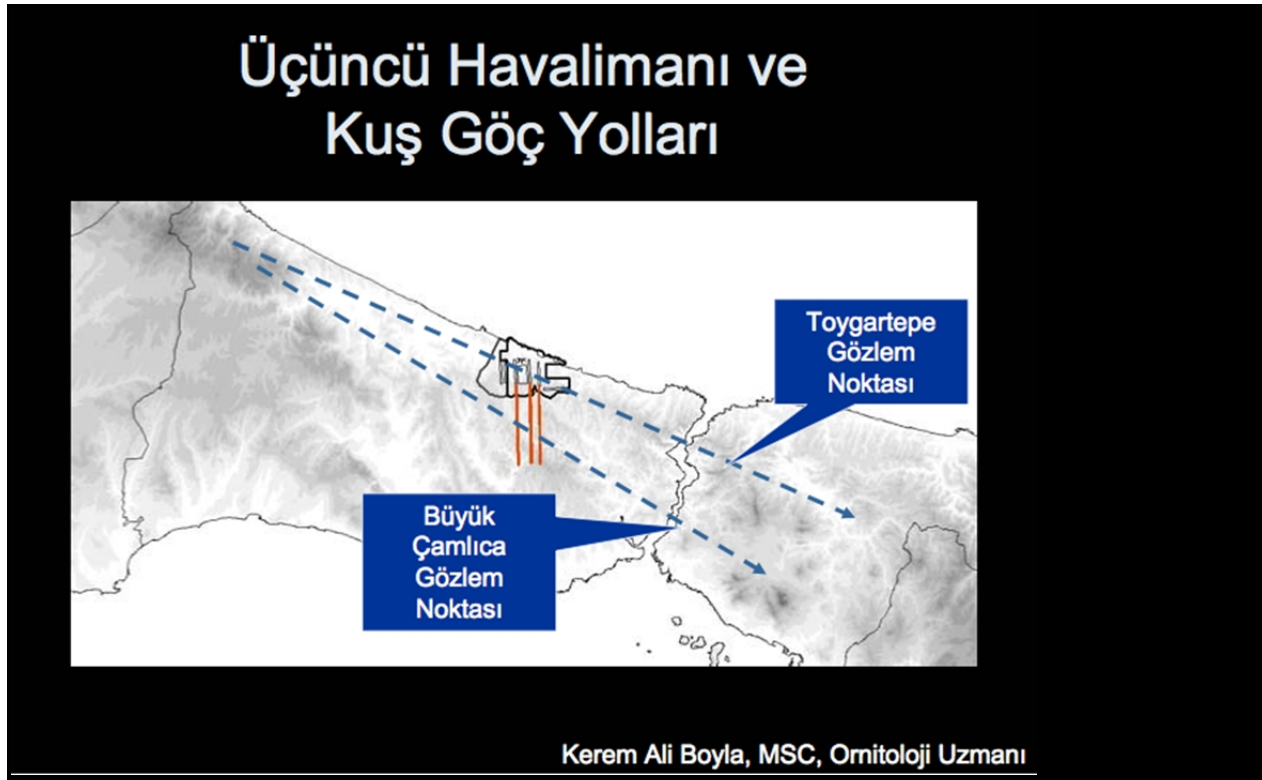 Üçüncü Havalimanı ve
Kuş Göç Yolları
Toygartepe
Gözlem
Noktası
Büyük
Çamlıca
Gözlem
Noktası
Kerem Ali Boyla, MSC, Ornitoloji Uzmanı